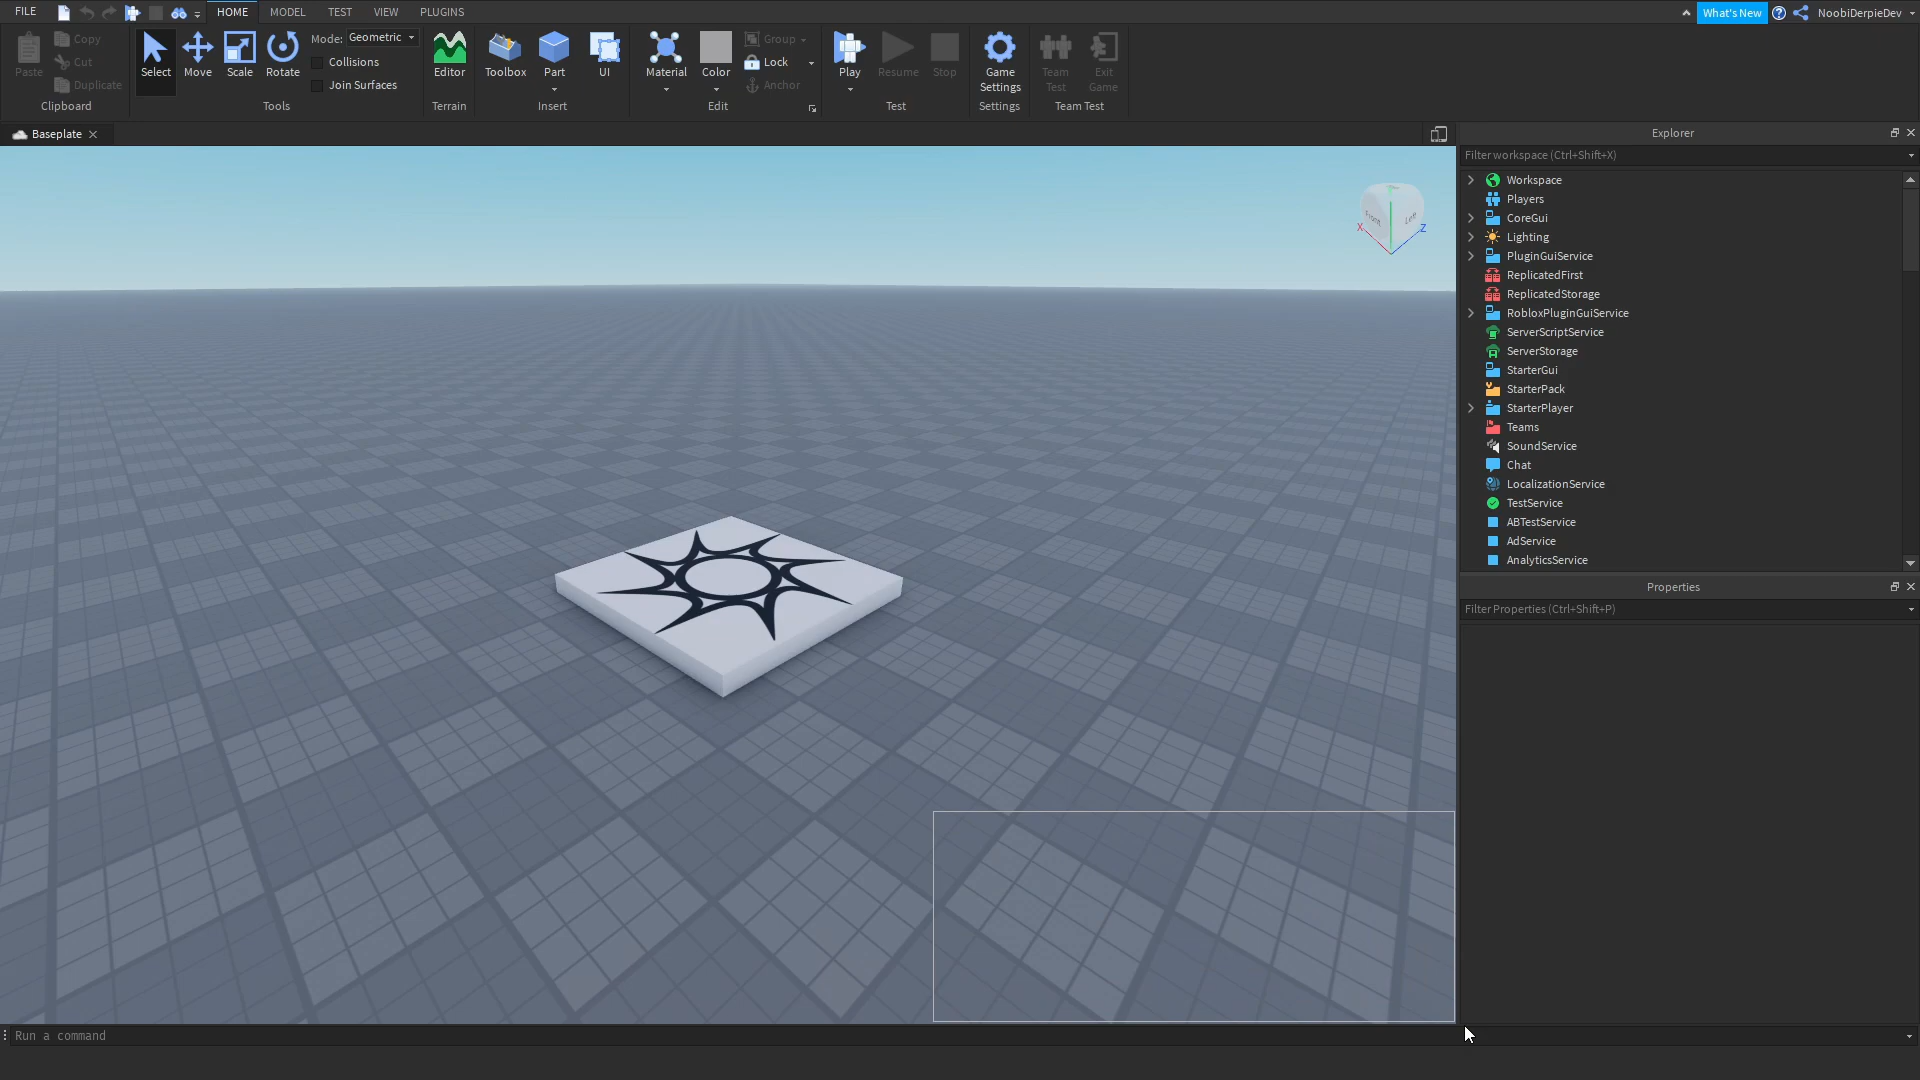 FILE HOME MODEL TEST VIEW PLUGINS What's New NoobiDerpieDev
Paste Copy Cut Duplicate
Clipboard
Select Move Scale Rotate
Mode: Geometric
Collisions
Join Surfaces
Tools
Editor
Terrain
Toolbox Part UI
Insert
Material Color Group Lock Anchor
Edit
Play Resume Stop
Test
Game Settings
Settings
Team Test Exit Game
Team Test
Baseplate
Front Left
X Z
Explorer
Filter workspace (Ctrl+Shift+X)
Workspace
Players
CoreGui
Lighting
PluginGuiService
ReplicatedFirst
ReplicatedStorage
RobloxPluginGuiService
ServerScriptService
ServerStorage
StarterGui
StarterPack
StarterPlayer
Teams
SoundService
Chat
LocalizationService
TestService
ABTestService
AdService
AnalyticsService
Properties
Filter Properties (Ctrl+Shift+P)
Run a command